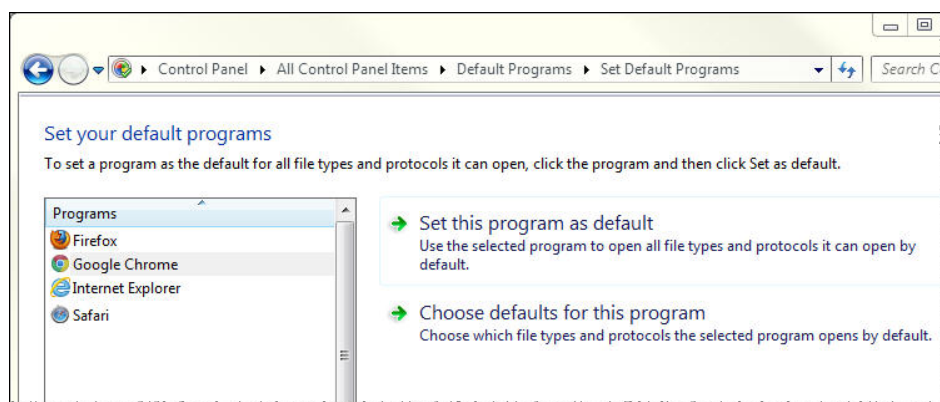 Control Panel All Control Panel Items Default Programs Set Default Programs Search C
Set your default programs
To set a program as the default for all file types and protocols it can open, click the program and then click Set as default.
Programs
Firefox
Google Chrome
Internet Explorer
Safari
Set this program as default
Use the selected program to open all file types and protocols it can open by
default.
Choose defaults for this program
Choose which file types and protocols the selected program opens by default.